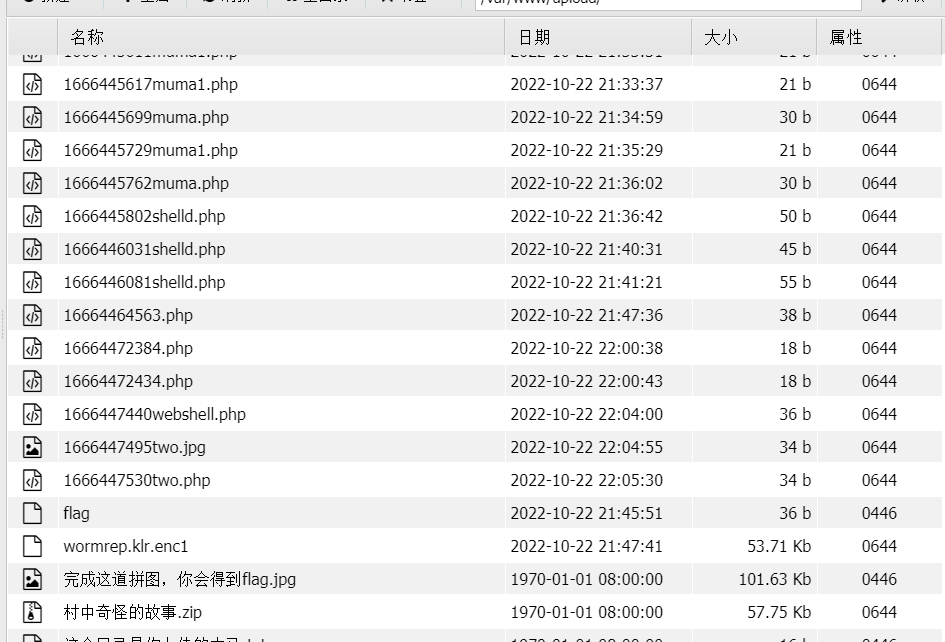 /var/www/upload/
名称 日期 大小 属性
1666445617muma1.php 2022-10-22 21:33:37 21 b 0644
1666445699muma.php 2022-10-22 21:34:59 30 b 0644
1666445729muma1.php 2022-10-22 21:35:29 21 b 0644
1666445762muma.php 2022-10-22 21:36:02 30 b 0644
1666445802shelld.php 2022-10-22 21:36:42 50 b 0644
1666446031shelld.php 2022-10-22 21:40:31 45 b 0644
1666446081shelld.php 2022-10-22 21:41:21 55 b 0644
16664464563.php 2022-10-22 21:47:36 38 b 0644
16664472384.php 2022-10-22 22:00:38 18 b 0644
16664472434.php 2022-10-22 22:00:43 18 b 0644
1666447440webshell.php 2022-10-22 22:04:00 36 b 0644
1666447495two.jpg 2022-10-22 22:04:55 34 b 0644
1666447530two.php 2022-10-22 22:05:30 34 b 0644
flag 2022-10-22 21:45:51 36 b 0446
wormrep.klr.enc1 2022-10-22 21:47:41 53.71 Kb 0644
完成这道拼图，你会得到flag.jpg 1970-01-01 08:00:00 101.63 Kb 0446
村中奇怪的故事.zip 1970-01-01 08:00:00 57.75 Kb 0644